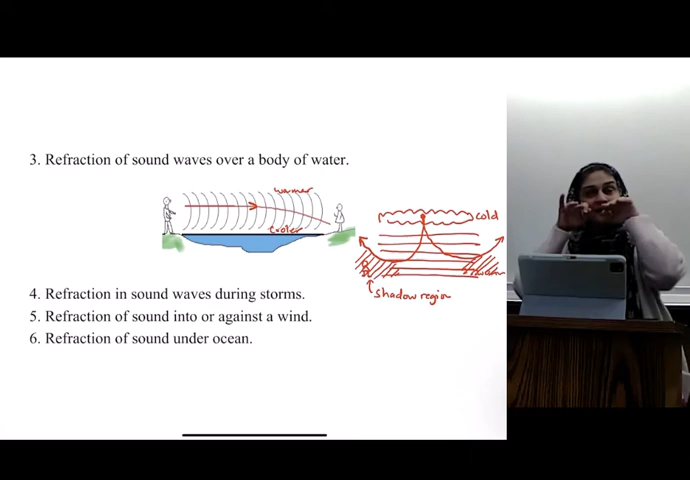 3. Refraction of sound waves over a body of water.
warmer
cold
Cooler
Shadow region
4. Refraction in sound waves during storms.
5. Refraction of sound into or against a wind.
6. Refraction of sound under ocean.